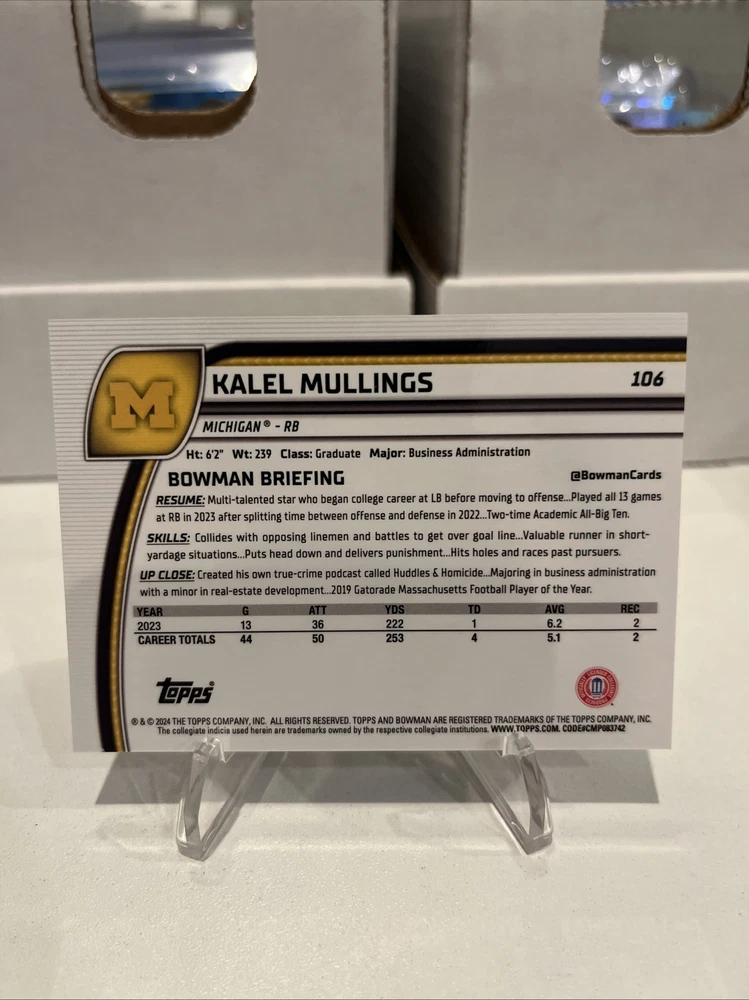 M
KALEL MULLINGS
106
MICHIGAN® - RB
Ht: 6'2" Wt: 239 Class: Graduate Major: Business Administration
BOWMAN BRIEFING
@BowmanCards
RESUME: Multi-talented star who began college career at LB before moving to offense...Played all 13 games
at RB in 2023 after splitting time between offense and defense in 2022...Two-time Academic All-Big Ten.
SKILLS: Collides with opposing linemen and battles to get over goal line...Valuable runner in short-
yardage situations...Puts head down and delivers punishment...Hits holes and races past pursuers.
UP CLOSE: Created his own true-crime podcast called Huddles & Homicide...Majoring in business administration
with a minor in real-estate development...2019 Gatorade Massachusetts Football Player of the Year.
YEAR G ATT YDS TD AVG REC
2023 13 36 222 1 6.2 2
CAREER TOTALS 44 50 253 4 5.1 2
Topps®
® & © 2024 THE TOPPS COMPANY, INC. ALL RIGHTS RESERVED. TOPPS AND BOWMAN ARE REGISTERED TRADEMARKS OF THE TOPPS COMPANY, INC.
The collegiate indicia used herein are trademarks owned by the respective collegiate institutions. WWW.TOPPS.COM. CODE#CMP083742